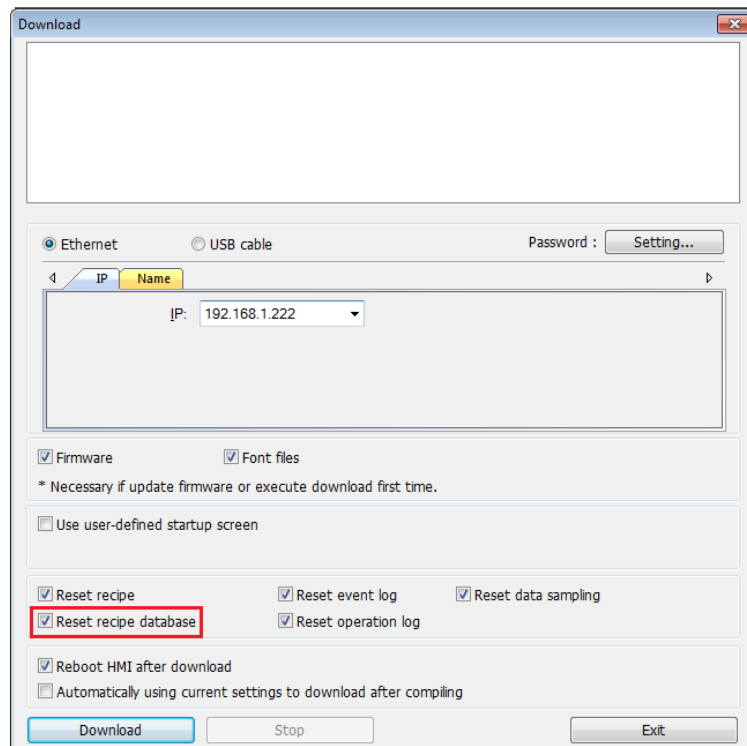 Download
Ethernet USB cable Password : Setting...
IP Name
IP: 192.168.1.222
Firmware Font files
* Necessary if update firmware or execute download first time.
Use user-defined startup screen
Reset recipe Reset event log Reset data sampling
Reset recipe database Reset operation log
Reboot HMI after download
Automatically using current settings to download after compiling
Download Stop Exit